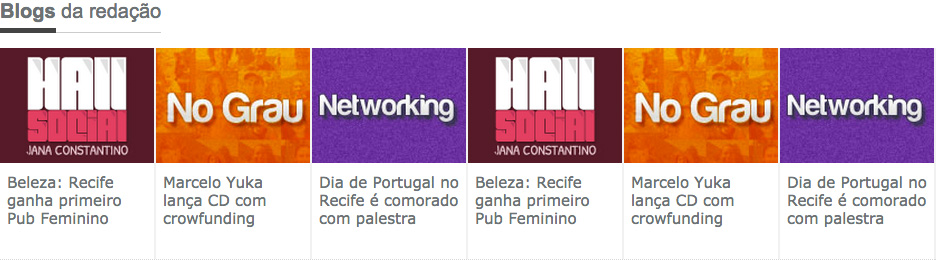 Blogs da redação
HALL
SOCIAL
JANA CONSTANTINO
No Grau
Networking
HALL
SOCIAL
JANA CONSTANTINO
No Grau
Networking
Beleza: Recife
ganha primeiro
Pub Feminino
Marcelo Yuka
lança CD com
crowfunding
Dia de Portugal no
Recife é comorado
com palestra
Beleza: Recife
ganha primeiro
Pub Feminino
Marcelo Yuka
lança CD com
crowfunding
Dia de Portugal no
Recife é comorado
com palestra